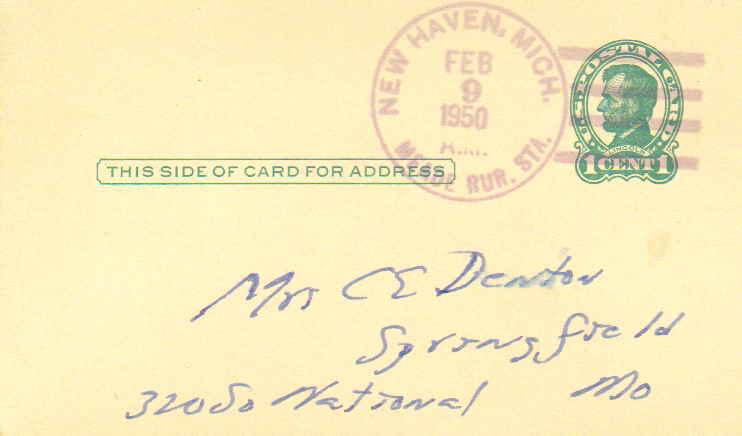 NEW HAVEN, MICH.
FEB
9
1950
A.M.
MEADE RUR. STA.
U.S. POSTAL CARD
LINCOLN
1 CENT 1
THIS SIDE OF CARD FOR ADDRESS
Mrs C E Denton
Springfield
320 So National Mo